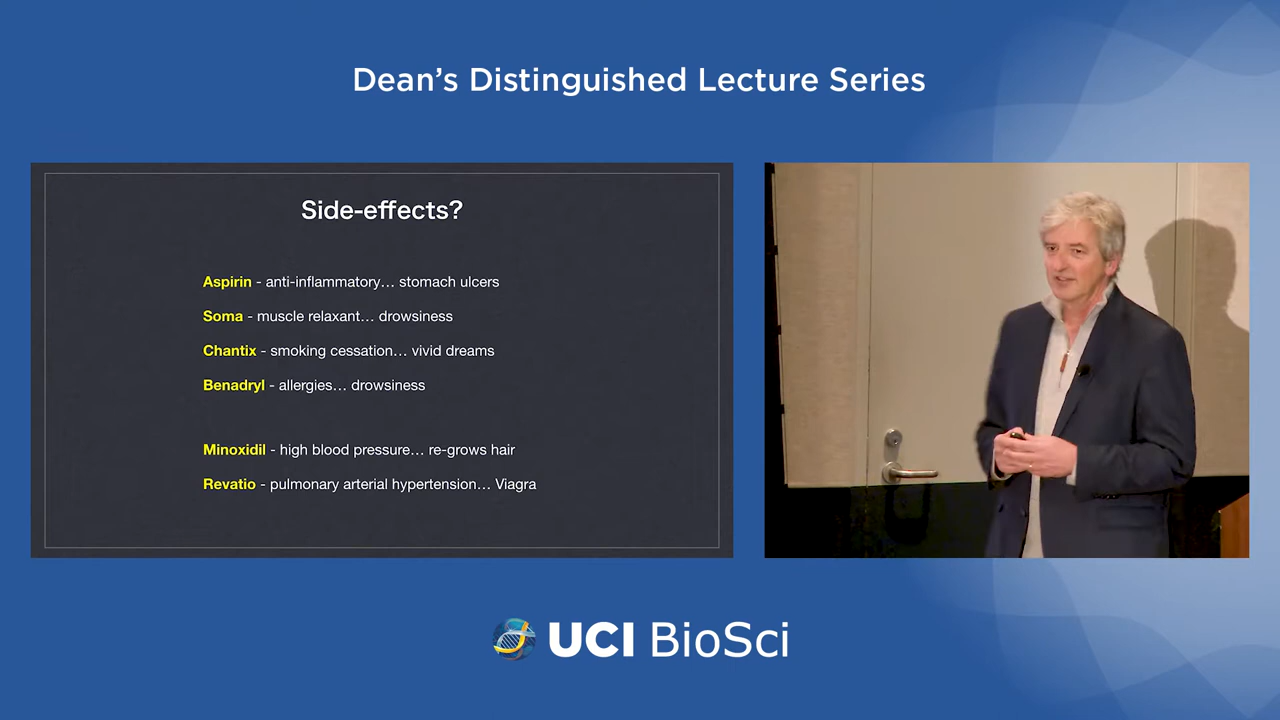 Dean’s Distinguished Lecture Series
Side-effects?
Aspirin - anti-inflammatory… stomach ulcers
Soma - muscle relaxant… drowsiness
Chantix - smoking cessation… vivid dreams
Benadryl - allergies… drowsiness
Minoxidil - high blood pressure… re-grows hair
Revatio - pulmonary arterial hypertension… Viagra
UCI BioSci